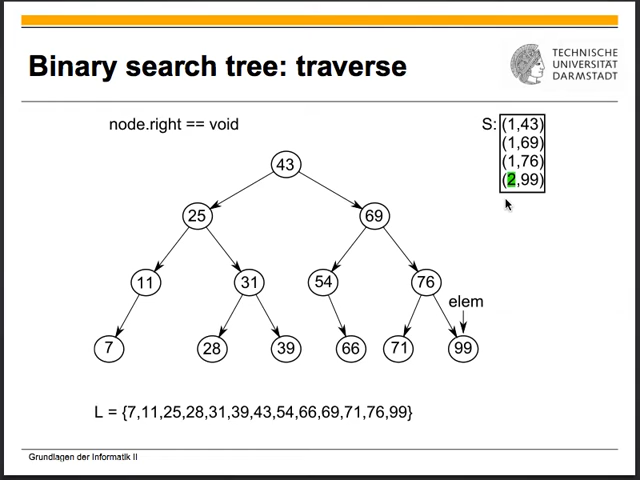 Binary search tree: traverse
TECHNISCHE
UNIVERSITÄT
DARMSTADT
node.right == void
S: (1,43)
(1,69)
(1,76)
(2,99)
43
25
69
11
31
54
76
elem
7
28
39
66
71
99
L = {7,11,25,28,31,39,43,54,66,69,71,76,99}
Grundlagen der Informatik II